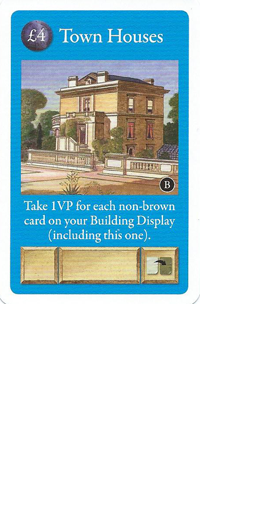 £4 Town Houses
B
Take 1VP for each non-brown
card on your Building Display
(including this one).